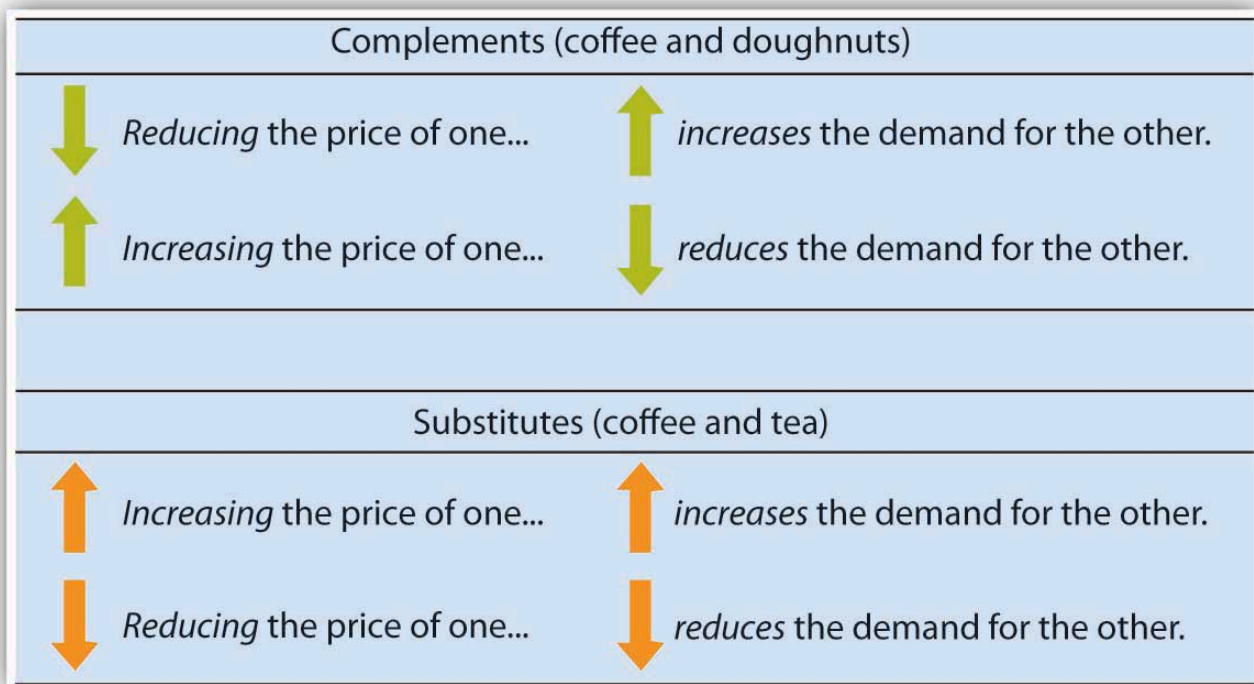 Complements (coffee and doughnuts)
Reducing the price of one... increases the demand for the other.
Increasing the price of one... reduces the demand for the other.
Substitutes (coffee and tea)
Increasing the price of one... increases the demand for the other.
Reducing the price of one... reduces the demand for the other.